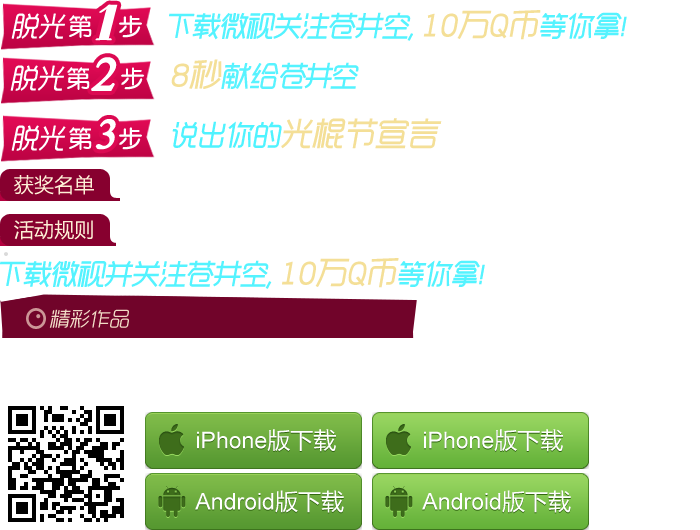 脱光第1步 下载微视关注苍井空, 10万Q币等你拿!
脱光第2步 8秒献给苍井空
脱光第3步 说出你的光棍节宣言
获奖名单
活动规则
下载微视并关注苍井空, 10万Q币等你拿!
精彩作品
iPhone版下载 iPhone版下载
Android版下载 Android版下载